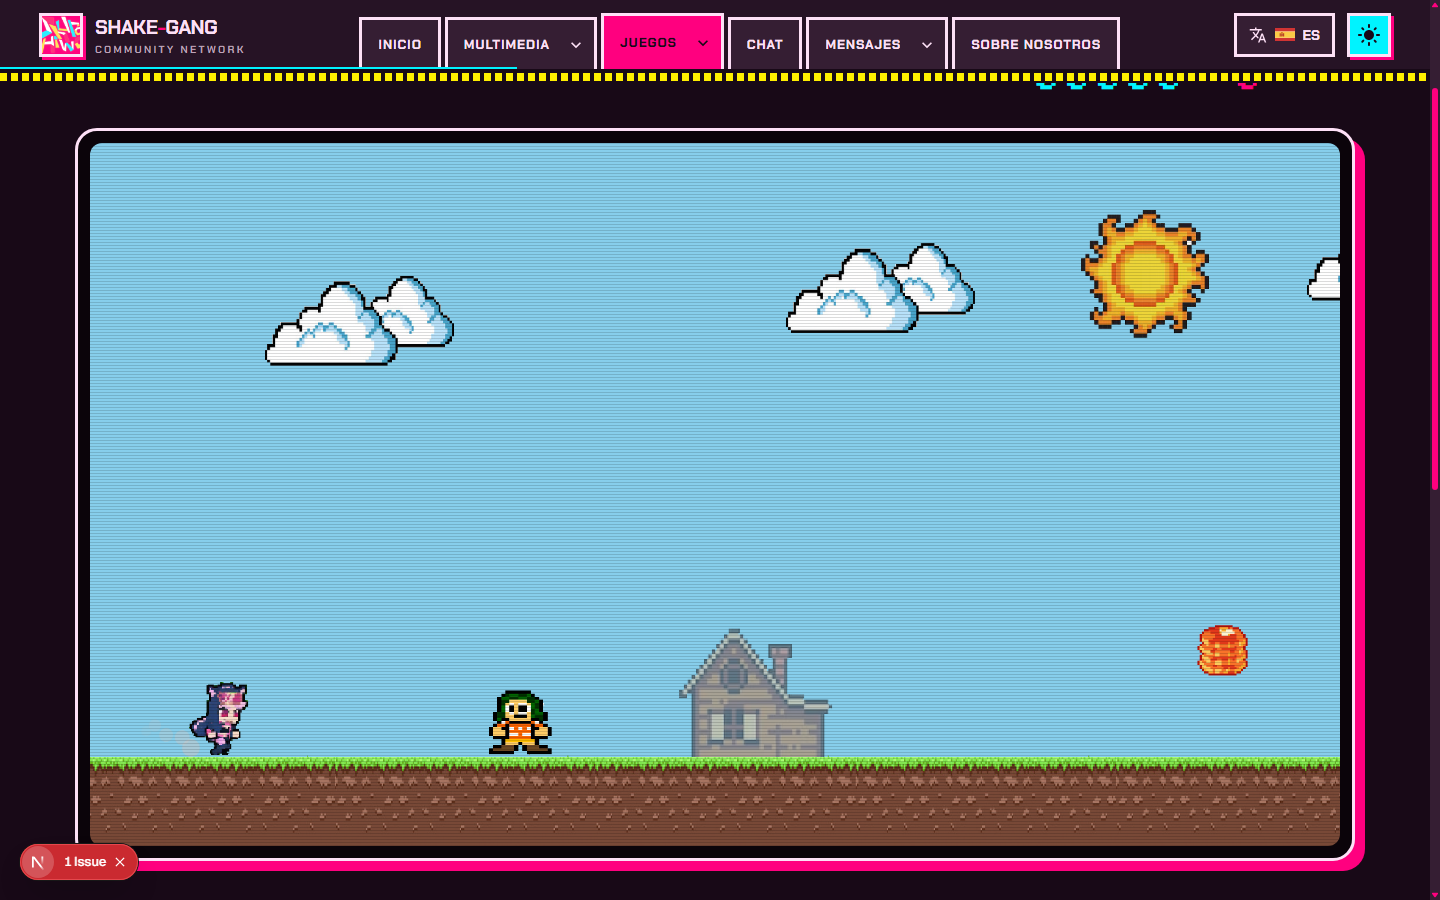 SHAKE-GANG
COMMUNITY NETWORK
INICIO
MULTIMEDIA
JUEGOS
CHAT
MENSAJES
SOBRE NOSOTROS
ES
N
1 Issue